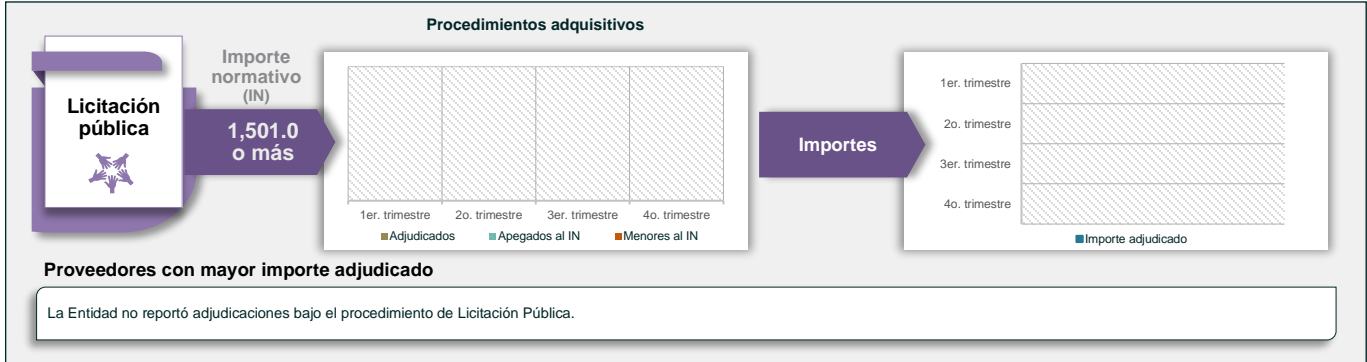 Procedimientos adquisitivos
Licitación
pública
Importe
normativo
(IN)
1,501.0
o más
1er. trimestre 2o. trimestre 3er. trimestre 4o. trimestre
Adjudicados Apegados al IN Menores al IN
Importes
1er. trimestre
2o. trimestre
3er. trimestre
4o. trimestre
Importe adjudicado
Proveedores con mayor importe adjudicado
La Entidad no reportó adjudicaciones bajo el procedimiento de Licitación Pública.